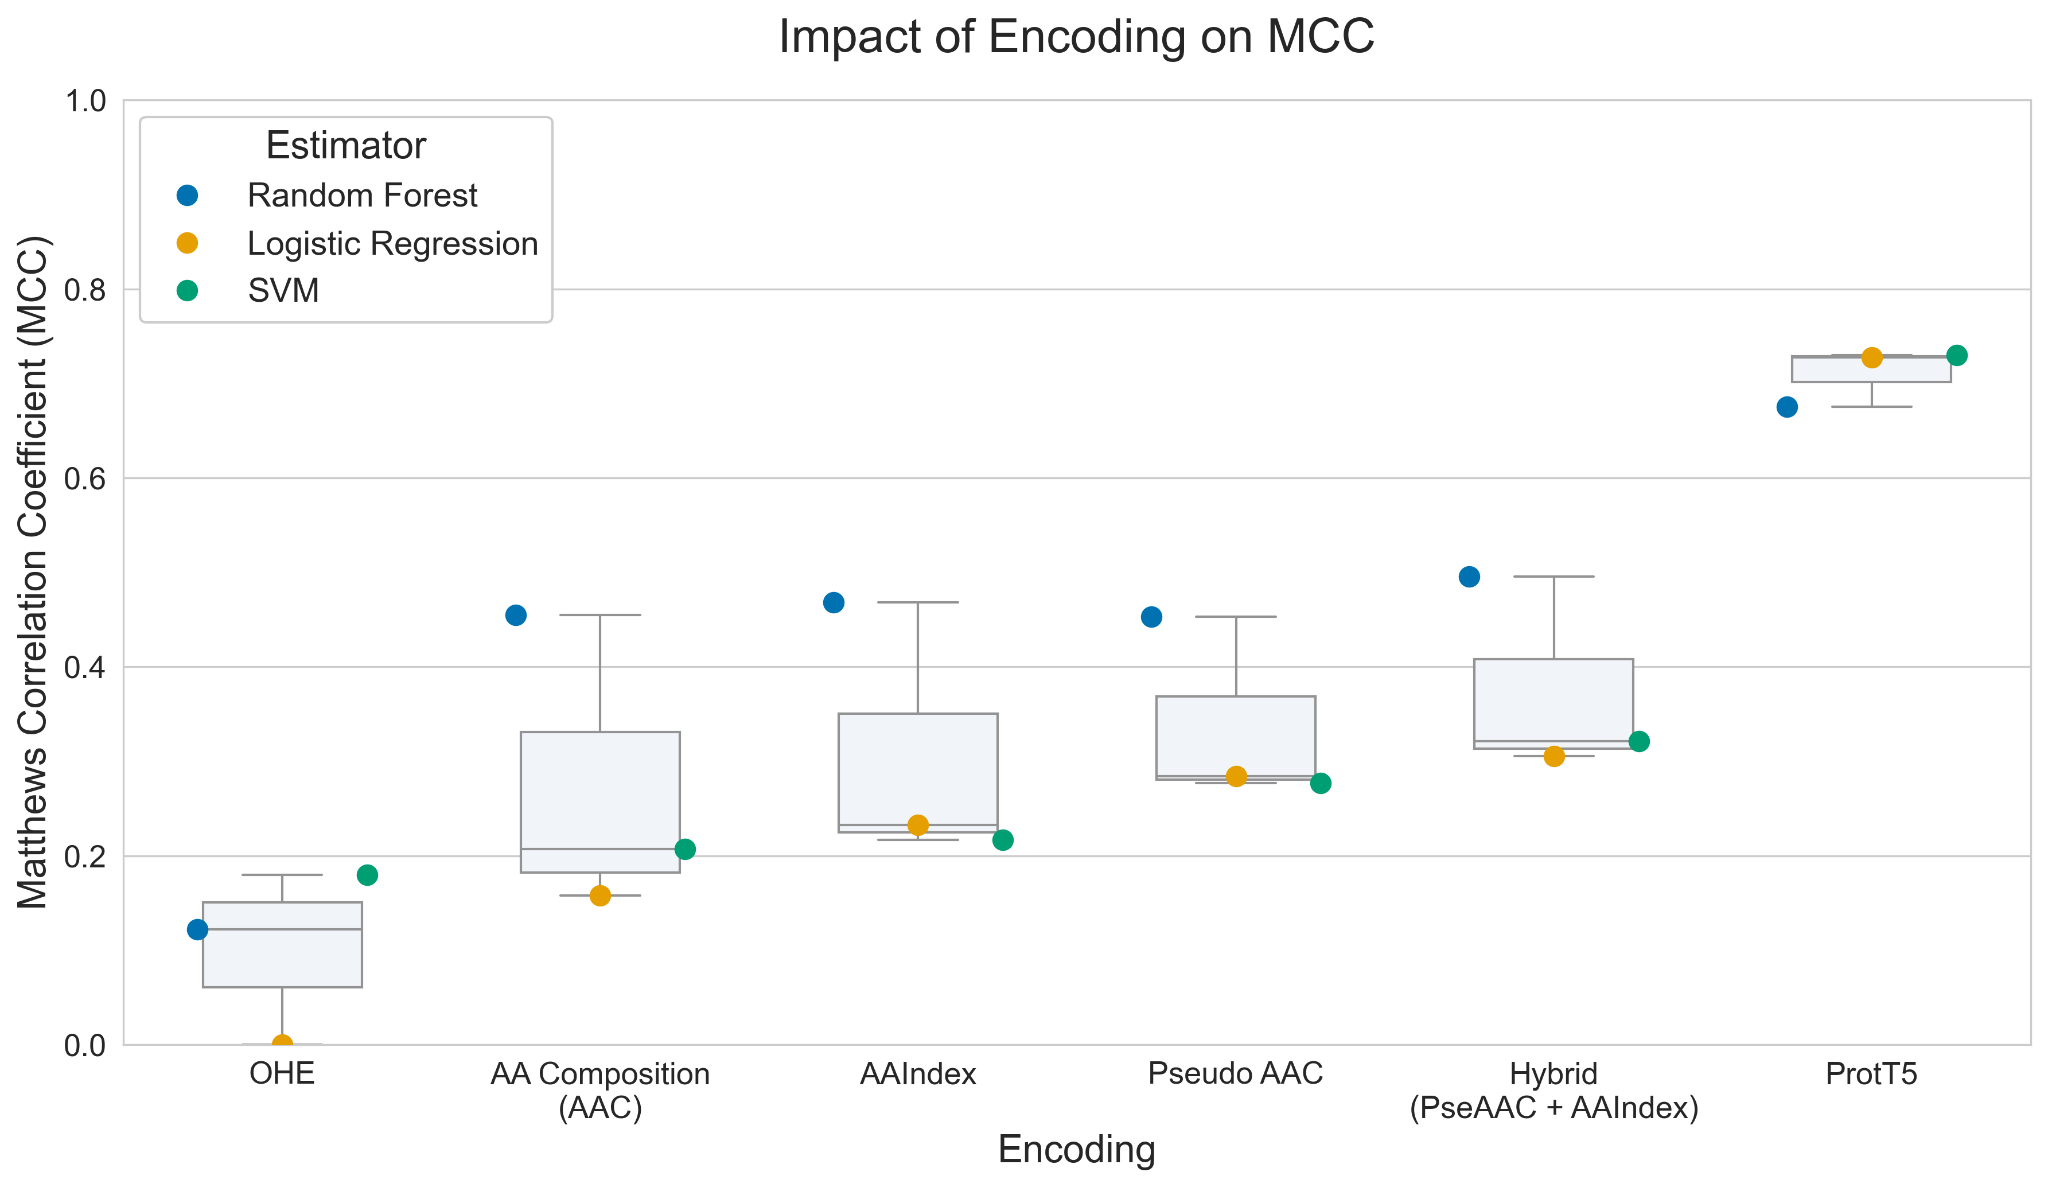 Impact of Encoding on MCC
Matthews Correlation Coefficient (MCC)
1.0
0.8
0.6
0.4
0.2
0.0
Estimator
Random Forest
Logistic Regression
SVM
OHE
AA Composition
(AAC)
AAIndex
Pseudo AAC
Hybrid
(PseAAC + AAIndex)
ProtT5
Encoding